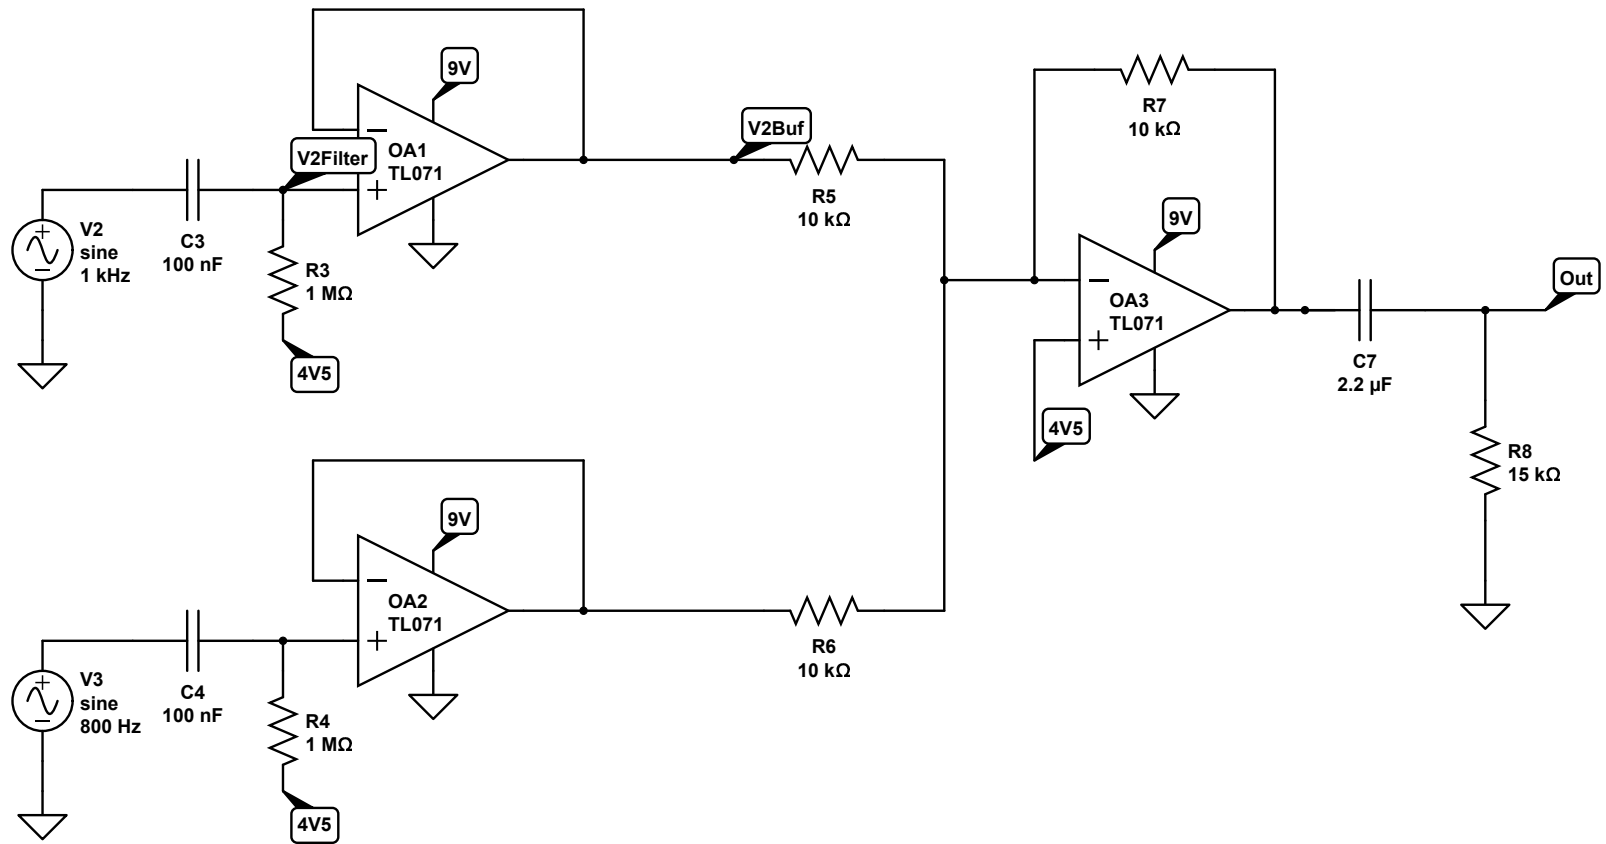 9V
OA1
TL071
V2Filter
V2
sine
1 kHz
C3
100 nF
R3
1 MΩ
4V5
V2Buf
R5
10 kΩ
R7
10 kΩ
9V
OA3
TL071
4V5
C7
2.2 µF
Out
R8
15 kΩ
9V
OA2
TL071
V3
sine
800 Hz
C4
100 nF
R4
1 MΩ
4V5
R6
10 kΩ